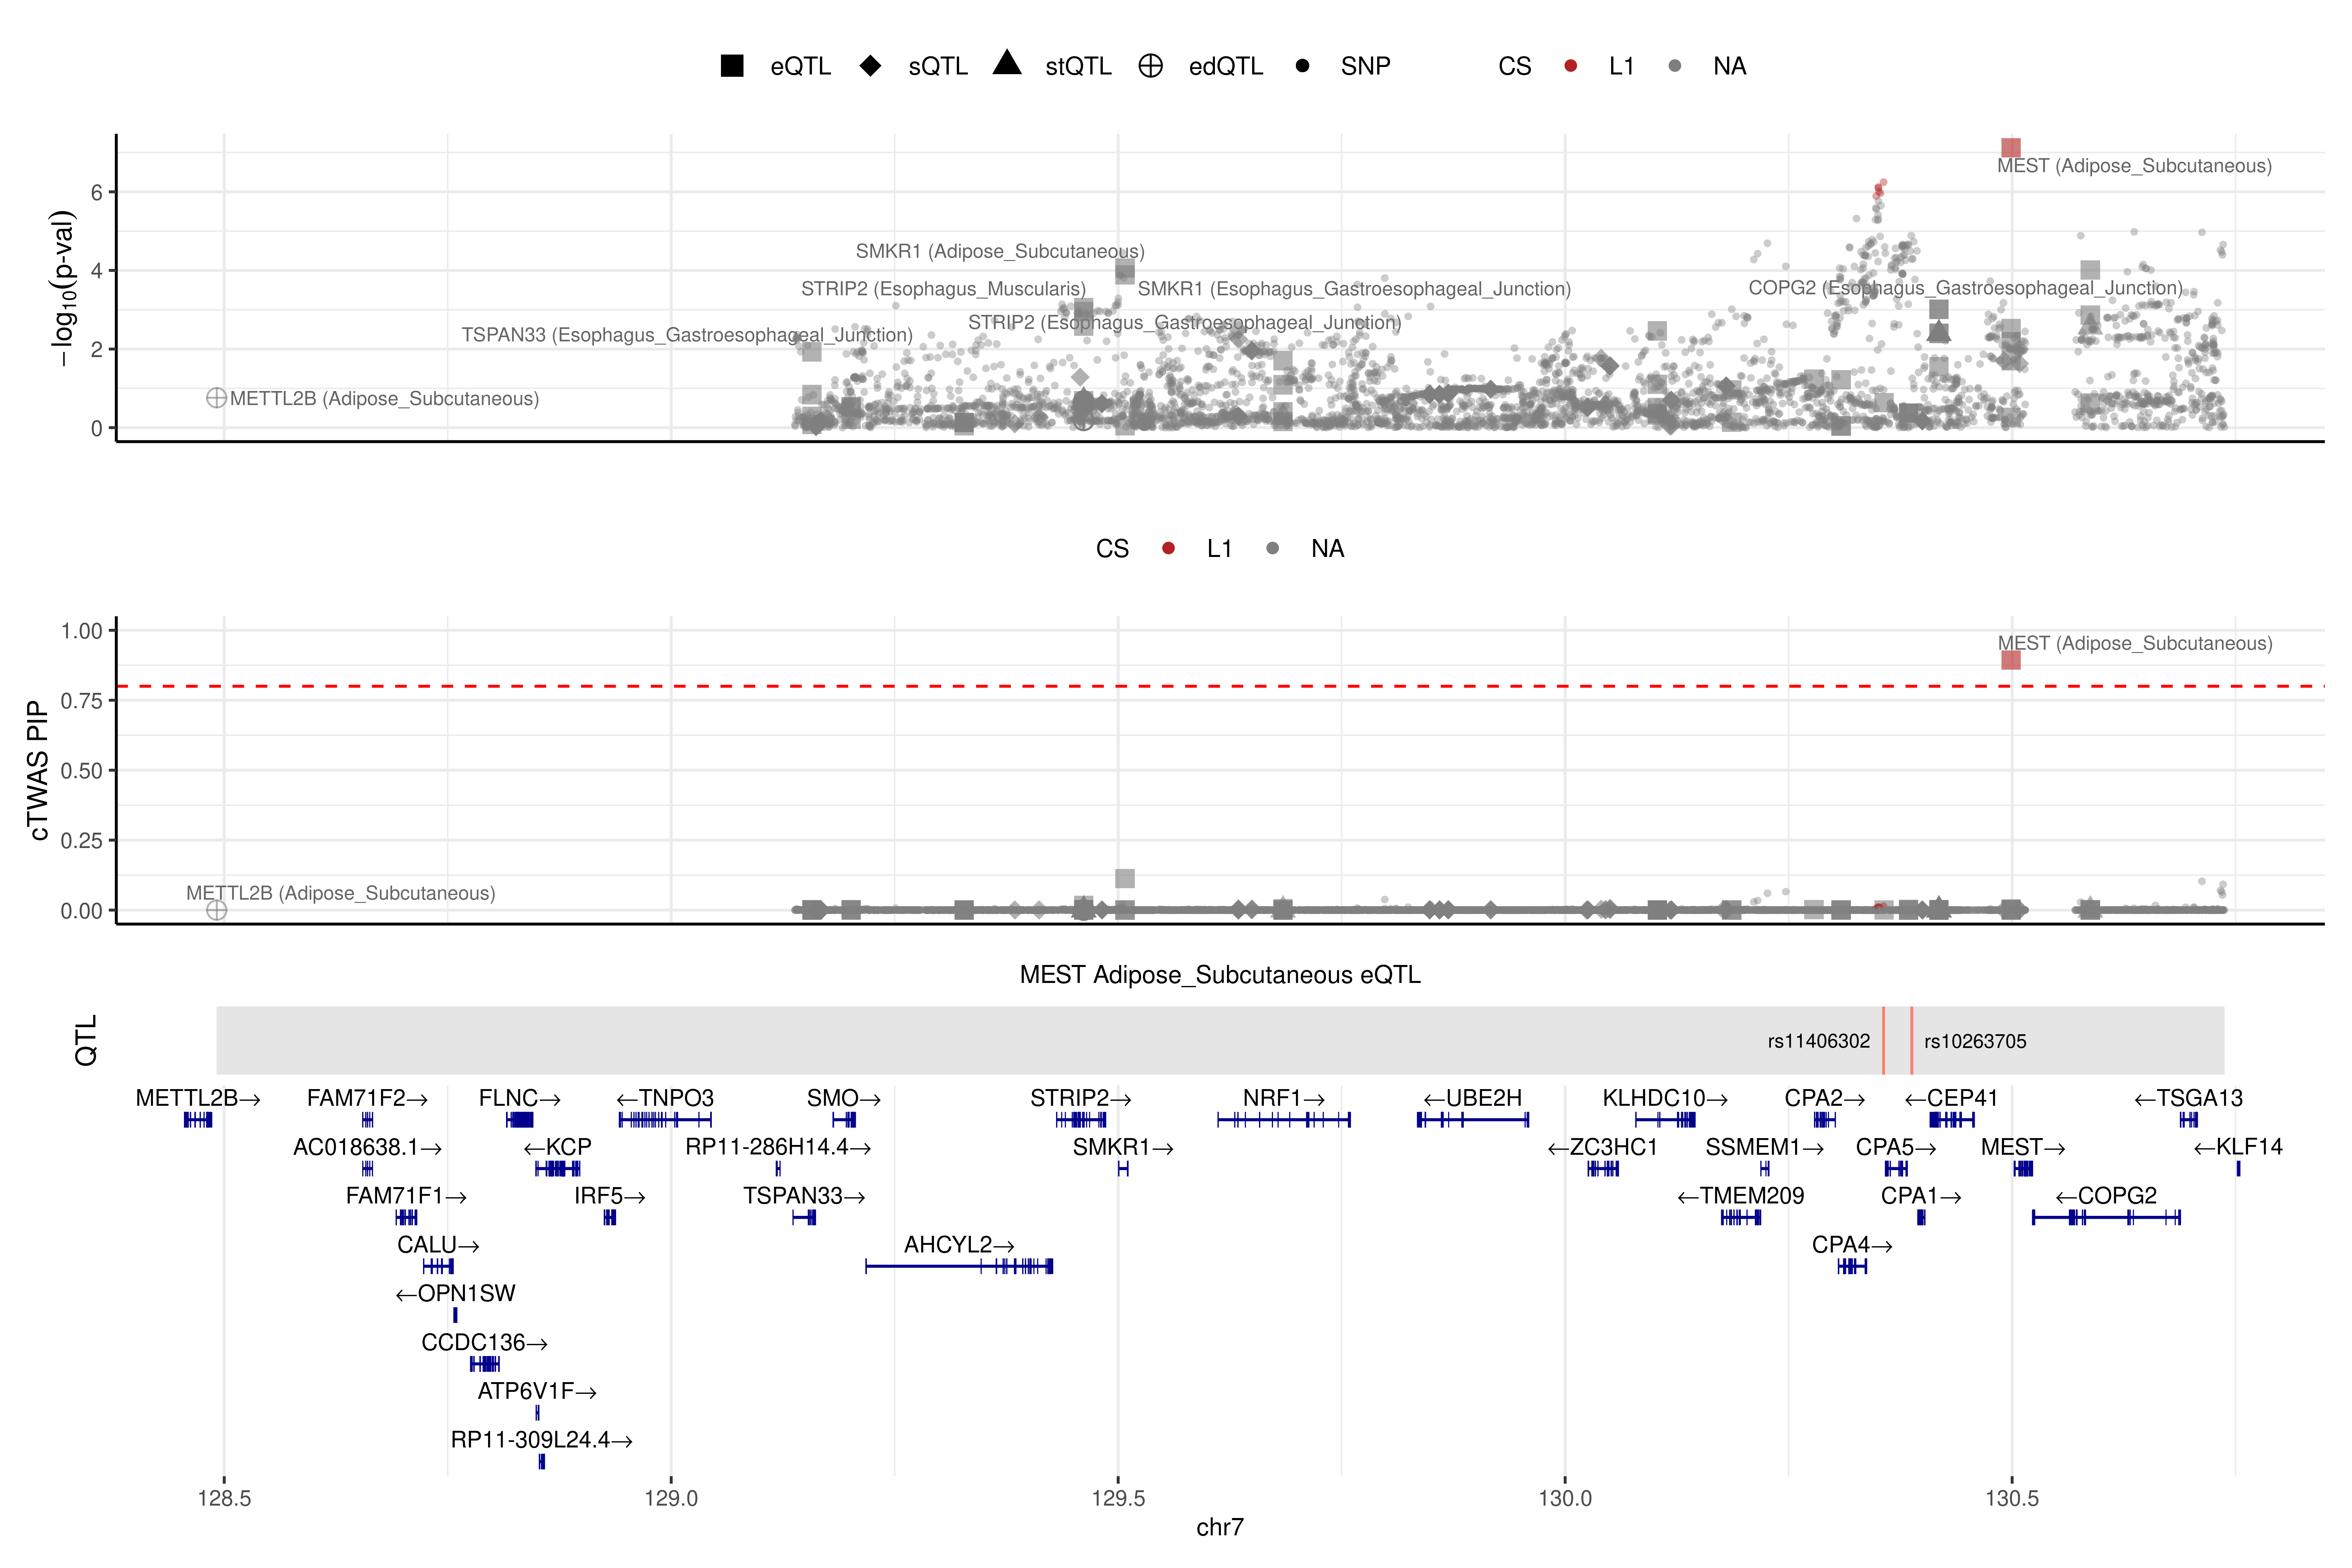 eQTL sQTL stQTL edQTL SNP CS L1 NA
−log10(p-val)
6
4
2
0
MEST (Adipose_Subcutaneous)
SMKR1 (Adipose_Subcutaneous)
STRIP2 (Esophagus_Muscularis)
SMKR1 (Esophagus_Gastroesophageal_Junction)
COPG2 (Esophagus_Gastroesophageal_Junction)
STRIP2 (Esophagus_Gastroesophageal_Junction)
TSPAN33 (Esophagus_Gastroesophageal_Junction)
METTL2B (Adipose_Subcutaneous)
CS L1 NA
cTWAS PIP
1.00
0.75
0.50
0.25
0.00
MEST (Adipose_Subcutaneous)
METTL2B (Adipose_Subcutaneous)
MEST Adipose_Subcutaneous eQTL
QTL
rs11406302 rs10263705
METTL2B→ FAM71F2→ FLNC→ ←TNPO3 SMO→ STRIP2→ NRF1→ ←UBE2H KLHDC10→ CPA2→ ←CEP41 ←TSGA13
AC018638.1→ ←KCP RP11-286H14.4→ SMKR1→ ←ZC3HC1 SSMEM1→ CPA5→ MEST→ ←KLF14
FAM71F1→ IRF5→ TSPAN33→ ←TMEM209 CPA1→ ←COPG2
CALU→ AHCYL2→ CPA4→
←OPN1SW
CCDC136→
ATP6V1F→
RP11-309L24.4→
128.5 129.0 129.5 130.0 130.5
chr7